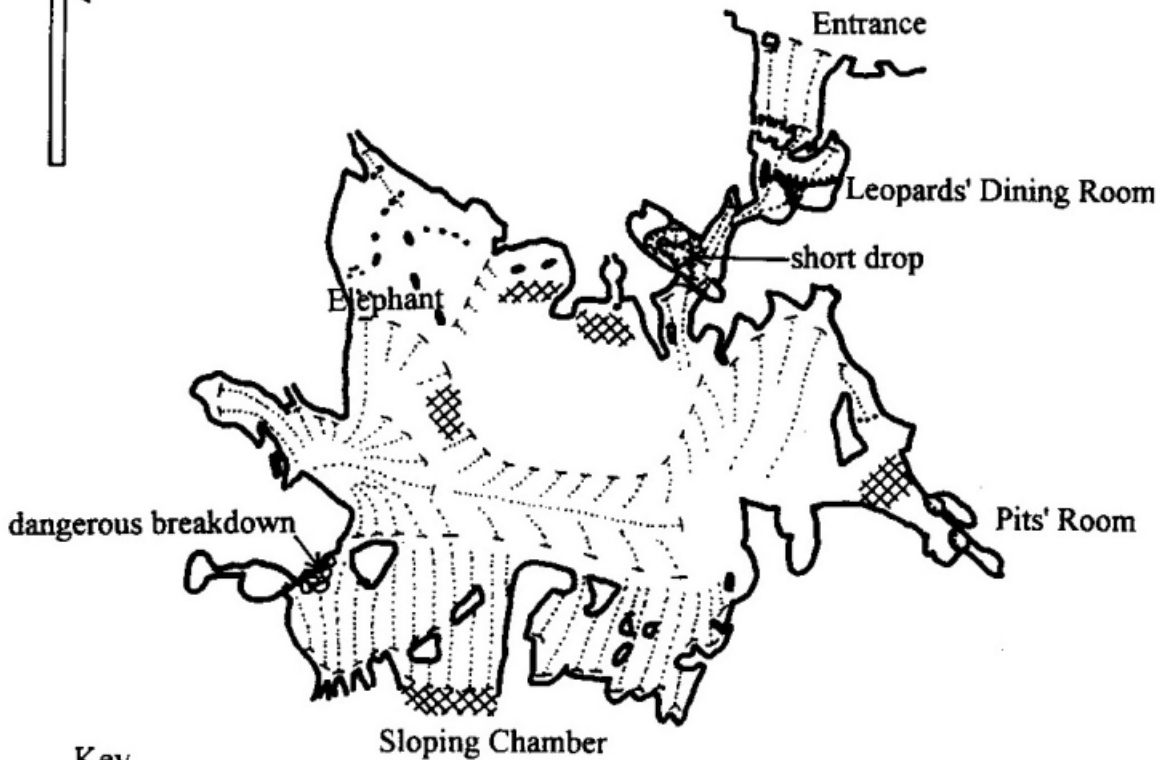 Entrance
Leopards' Dining Room
short drop
Elephant
dangerous breakdown
Pits' Room
Sloping Chamber
Key